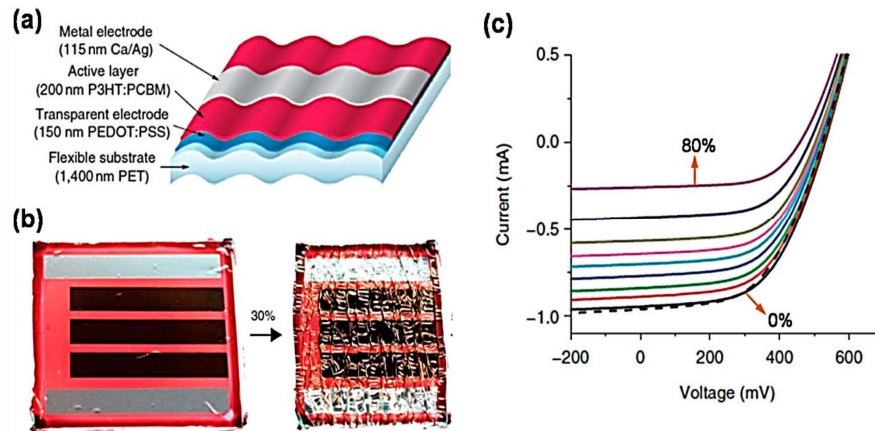 (a)
Metal electrode
(115 nm Ca/Ag)
Active layer
(200 nm P3HT:PCBM)
Transparent electrode
(150 nm PEDOT:PSS)
Flexible substrate
(1,400 nm PET)
(b)
30%
(c)
Current (mA)
0.5
0.0
-0.5
-1.0
80%
0%
-200
0
200
400
600
Voltage (mV)